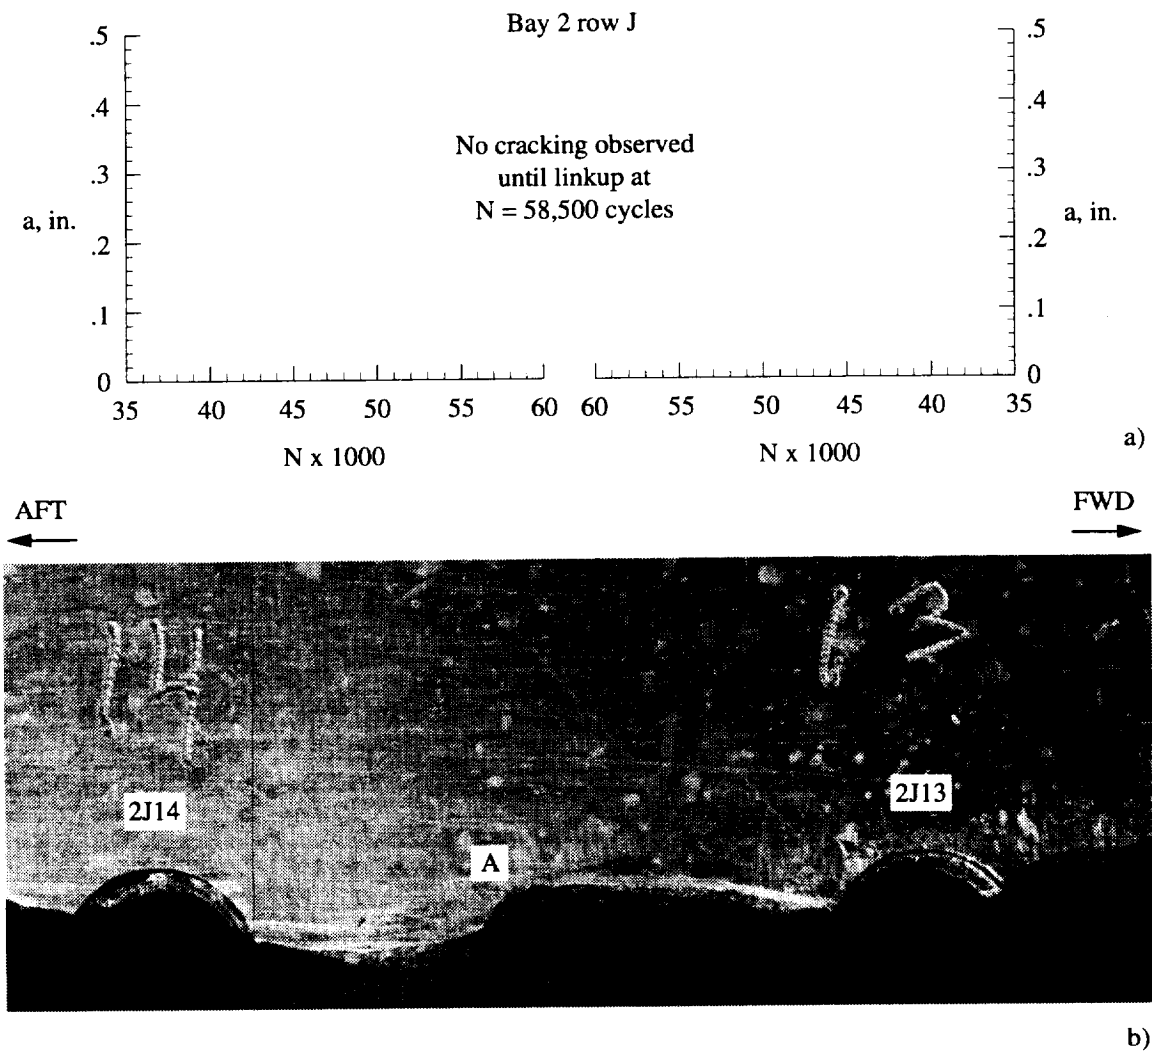 Bay 2 row J
.5
.4
.3
.2
.1
0
a, in.
35 40 45 50 55 60
N x 1000
No cracking observed
until linkup at
N = 58,500 cycles
.5
.4
.3
.2
.1
0
a, in.
60 55 50 45 40 35
N x 1000
a)
AFT
FWD
14
13
2J14
2J13
A
b)